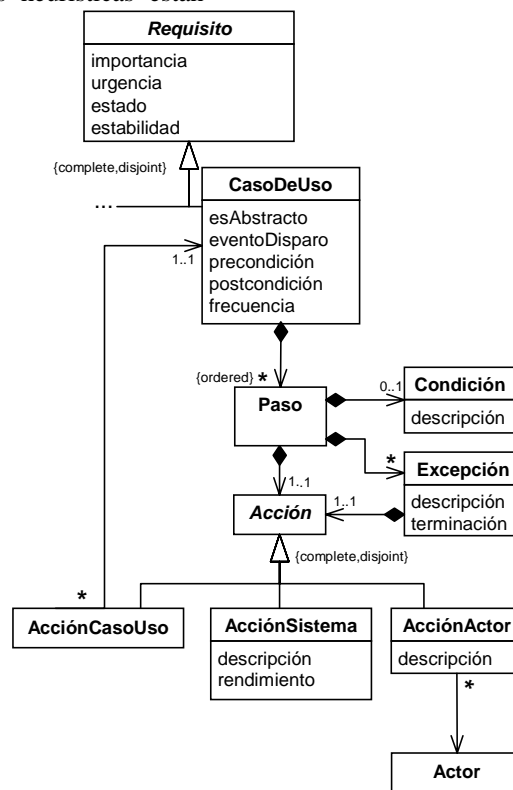 heurísticas están
Requisito
importancia
urgencia
estado
estabilidad
{complete,disjoint}
...
CasoDeUso
esAbstracto
eventoDisparo
precondición
postcondición
frecuencia
1..1
{ordered} *
Paso
0..1
Condición
descripción
*
Excepción
descripción
terminación
1..1
1..1
Acción
{complete,disjoint}
*
AcciónCasoUso
AcciónSistema
descripción
rendimiento
AcciónActor
descripción
*
Actor